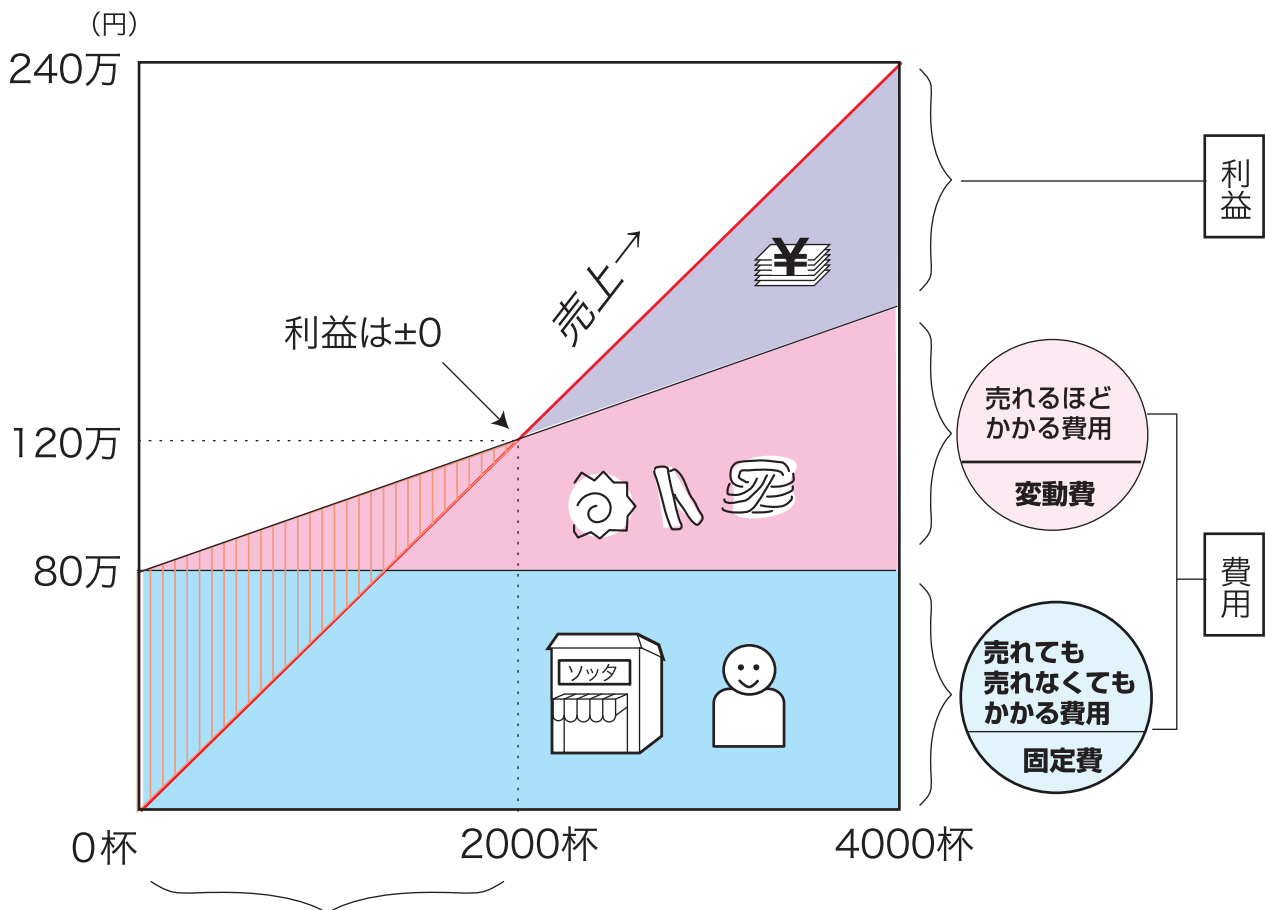 （円）
240万
利益
売上→
利益は±0
売れるほど
かかる費用
変動費
120万
費用
80万
ソッタ
¥
売れても
売れなくても
かかる費用
固定費
0杯
2000杯
4000杯